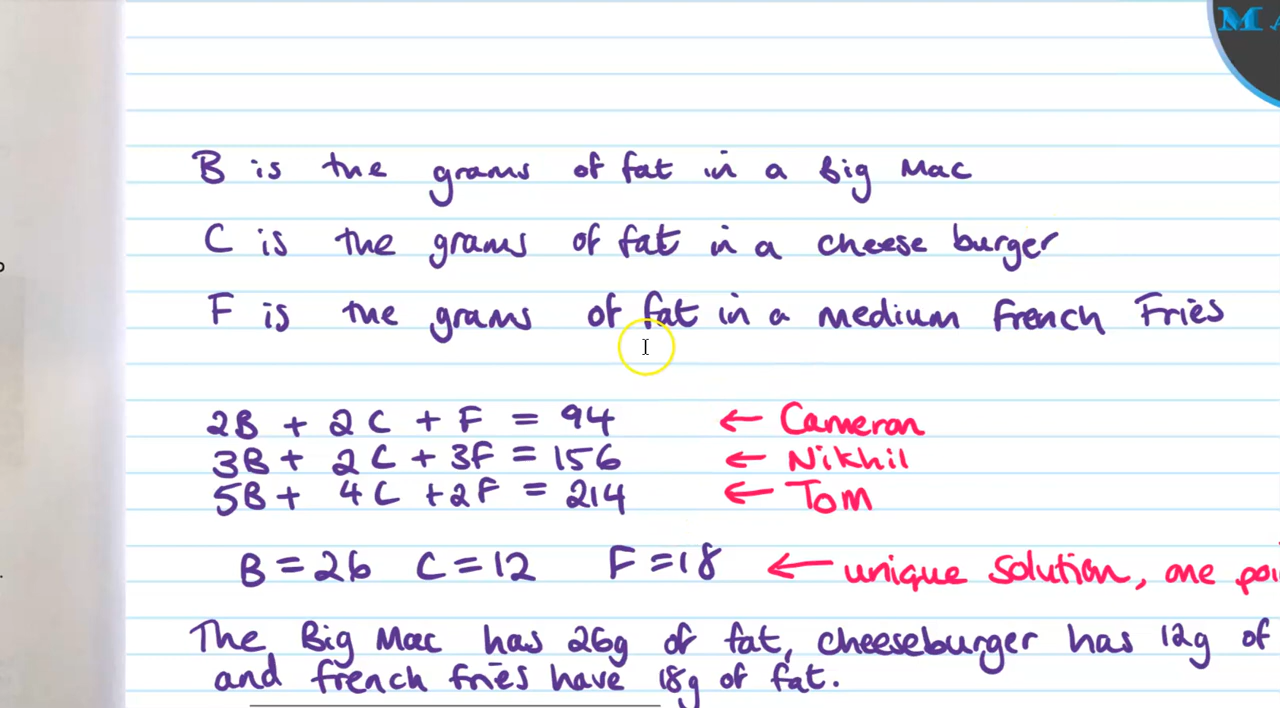 M A
B is the grams of fat in a Big Mac
C is the grams of fat in a cheese burger
F is the grams of fat in a medium French Fries
2B + 2C + F = 94 ← Cameron
3B + 2C + 3F = 156 ← Nikhil
5B + 4C + 2F = 214 ← Tom
B = 26 C = 12 F = 18 ← unique solution, one poi
The Big Mac has 26g of fat, cheeseburger has 12g of
and french fries have 18g of fat.